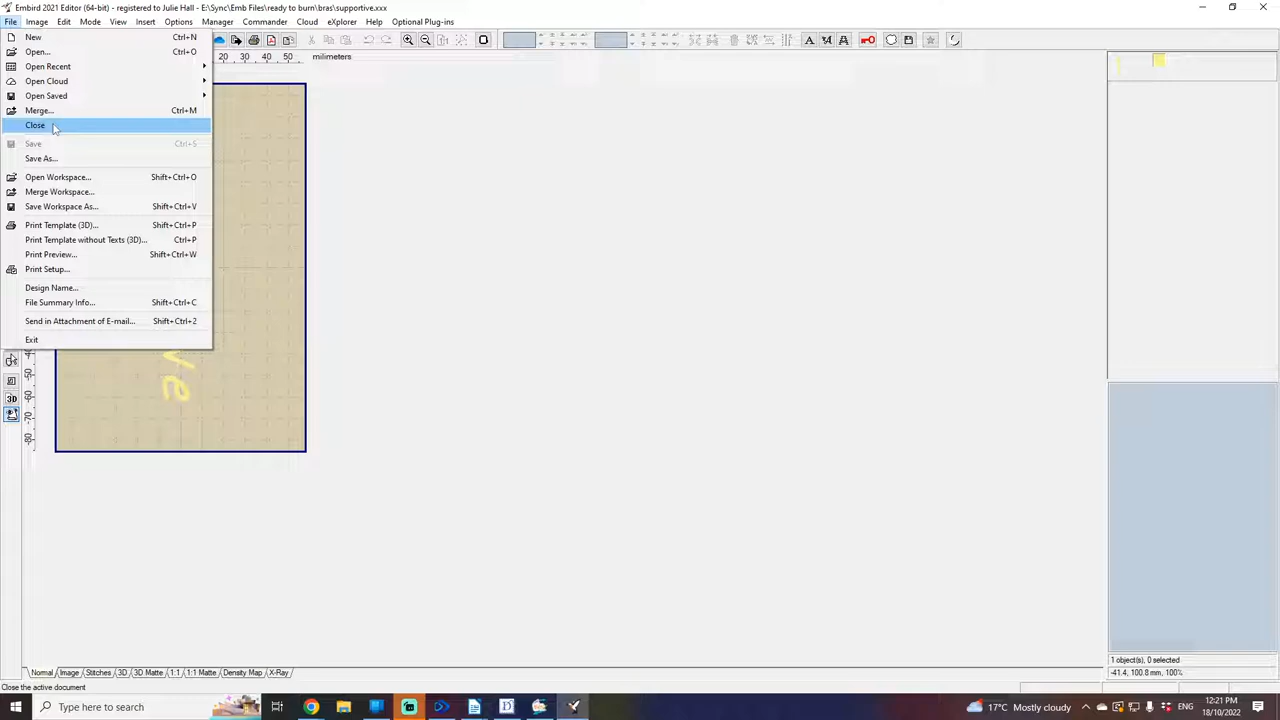 Embird 2021 Editor (64-bit) - registered to Julie Hall - E:\Sync\Emb Files\ready to burn\bras\supportive.xxx
File Image Edit Mode View Insert Options Manager Commander Cloud eXplorer Help Optional Plug-ins
New Ctrl+N
Open... Ctrl+O
20 30 40 50 milimeters
Open Recent
Open Cloud
Open Saved
Merge... Ctrl+M
Close
Save Ctrl+S
Save As...
Open Workspace... Shift+Ctrl+O
Merge Workspace...
Save Workspace As... Shift+Ctrl+V
Print Template (3D)... Shift+Ctrl+P
Print Template without Texts (3D)... Ctrl+P
Print Preview... Shift+Ctrl+W
Print Setup...
Design Name...
File Summary Info... Shift+Ctrl+C
Send in Attachment of E-mail... Shift+Ctrl+2
Exit
-40
-50
-60
-70
-80
3D
ve
1 object(s), 0 selected
-41.4, 100.8 mm, 100%
Normal Image Stitches 3D 3D Matte 1:1 1:1 Matte Density Map X-Ray
Close the active document
Type here to search
17°C Mostly cloudy
ENG
12:21 PM
18/10/2022